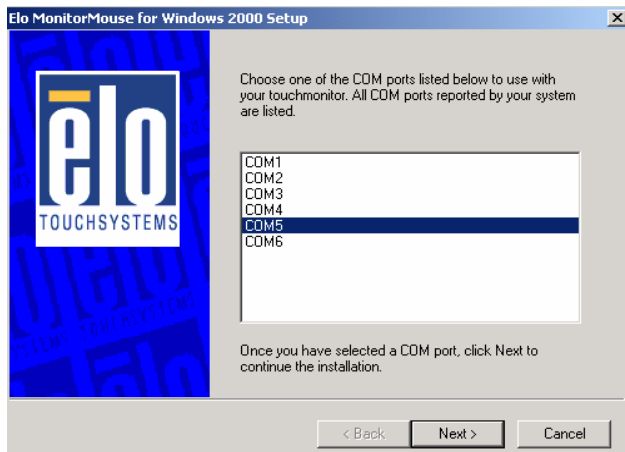 Elo MonitorMouse for Windows 2000 Setup
elo
TOUCHSYSTEMS
Choose one of the COM ports listed below to use with
your touchmonitor. All COM ports reported by your system
are listed.
COM1
COM2
COM3
COM4
COM5
COM6
Once you have selected a COM port, click Next to
continue the installation.
< Back
Next >
Cancel